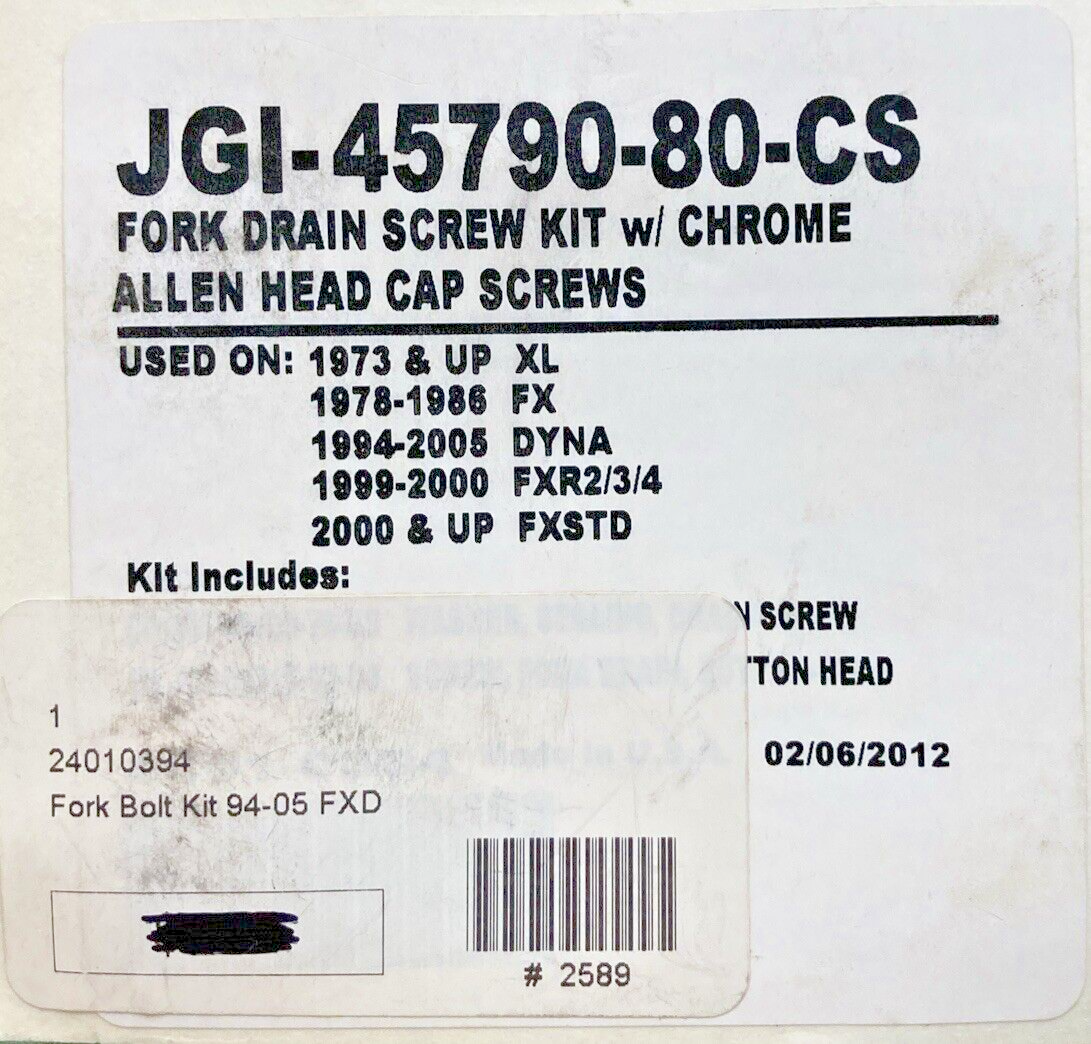 JGI-45790-80-CS
FORK DRAIN SCREW KIT w/ CHROME
ALLEN HEAD CAP SCREWS
USED ON: 1973 & UP XL
1978-1986 FX
1994-2005 DYNA
1999-2000 FXR2/3/4
2000 & UP FXSTD
Kit Includes:
SCREW
HEAD
02/06/2012
1
24010394
Fork Bolt Kit 94-05 FXD
# 2589